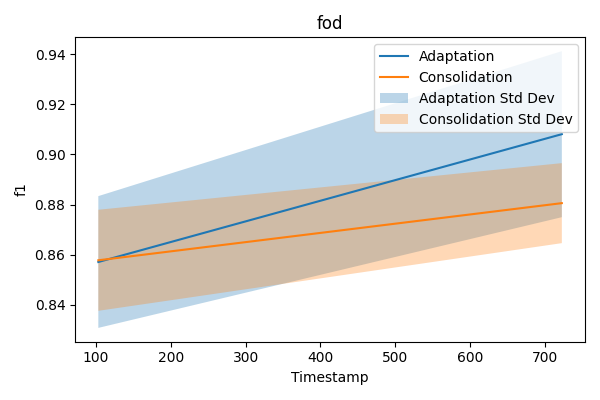 fod
Adaptation
Consolidation
Adaptation Std Dev
Consolidation Std Dev
f1
0.94
0.92
0.90
0.88
0.86
0.84
100 200 300 400 500 600 700
Timestamp